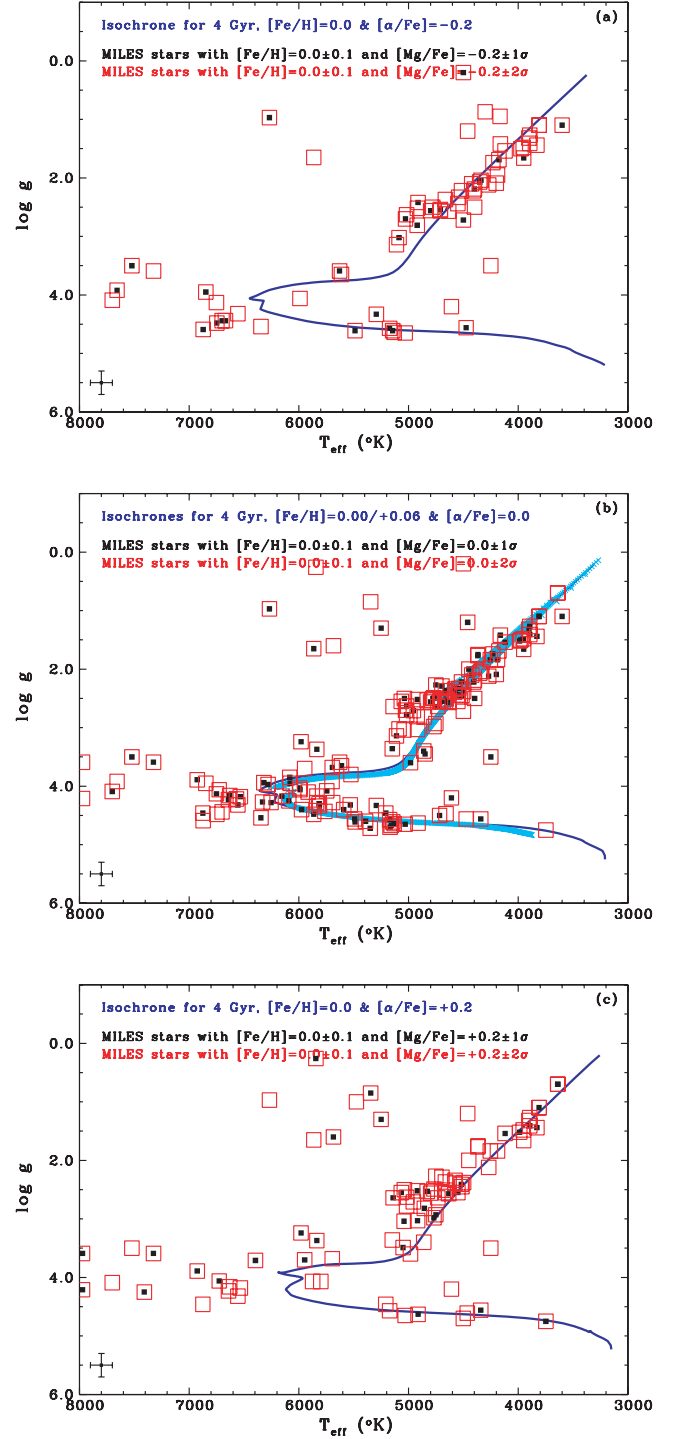 (a)
Isochrone for 4 Gyr, [Fe/H]=0.0 & [α/Fe]=−0.2
MILES stars with [Fe/H]=0.0±0.1 and [Mg/Fe]=−0.2±1σ
MILES stars with [Fe/H]=0.0±0.1 and [Mg/Fe]=−0.2±2σ
0.0
2.0
4.0
6.0
log g
8000 7000 6000 5000 4000 3000
Teff (°K)
(b)
Isochrones for 4 Gyr, [Fe/H]=0.00/+0.06 & [α/Fe]=0.0
MILES stars with [Fe/H]=0.0±0.1 and [Mg/Fe]=0.0±1σ
MILES stars with [Fe/H]=0.0±0.1 and [Mg/Fe]=0.0±2σ
0.0
2.0
4.0
6.0
log g
8000 7000 6000 5000 4000 3000
Teff (°K)
(c)
Isochrone for 4 Gyr, [Fe/H]=0.0 & [α/Fe]=+0.2
MILES stars with [Fe/H]=0.0±0.1 and [Mg/Fe]=+0.2±1σ
MILES stars with [Fe/H]=0.0±0.1 and [Mg/Fe]=+0.2±2σ
0.0
2.0
4.0
6.0
log g
8000 7000 6000 5000 4000 3000
Teff (°K)